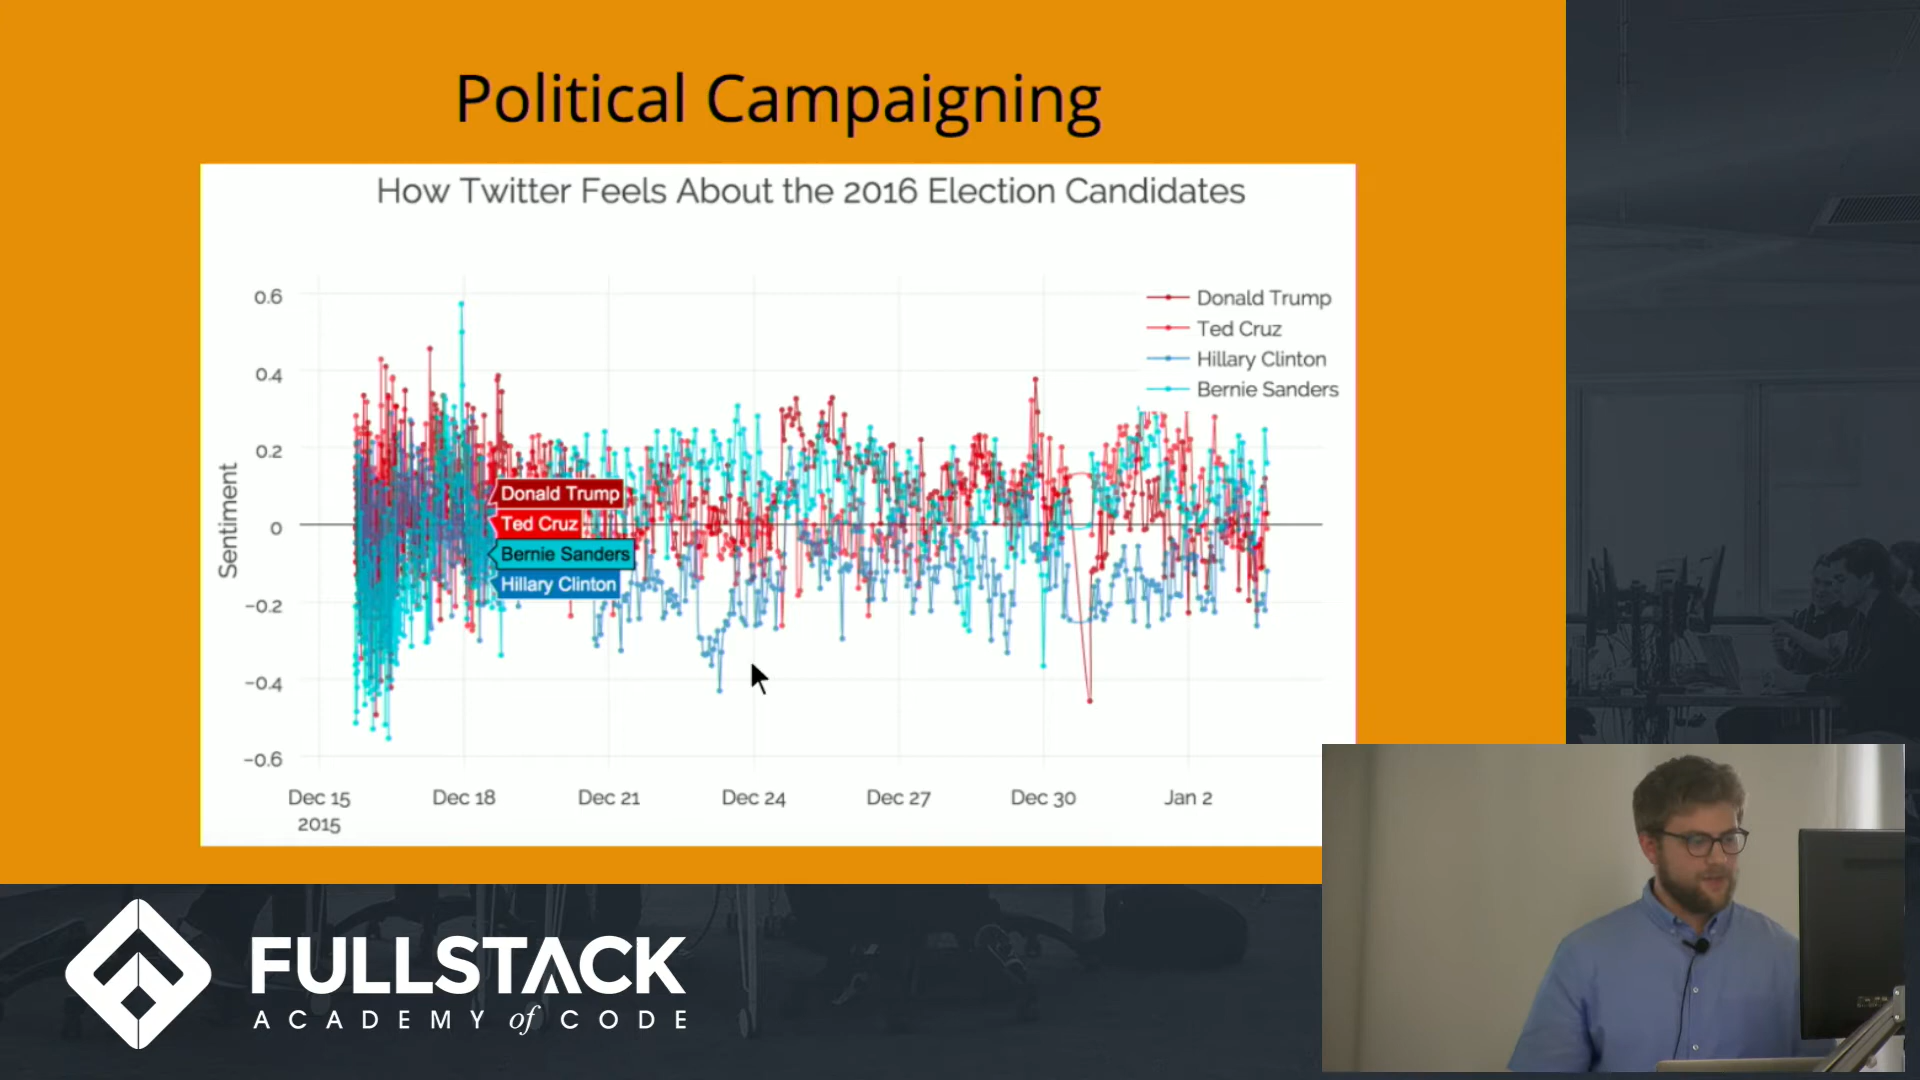 Political Campaigning
How Twitter Feels About the 2016 Election Candidates
Donald Trump
Ted Cruz
Hillary Clinton
Bernie Sanders
0.6
0.4
0.2
0
−0.2
−0.4
−0.6
Sentiment
Donald Trump
Ted Cruz
Bernie Sanders
Hillary Clinton
Dec 15
2015
Dec 18
Dec 21
Dec 24
Dec 27
Dec 30
Jan 2
FULLSTACK
ACADEMY of CODE